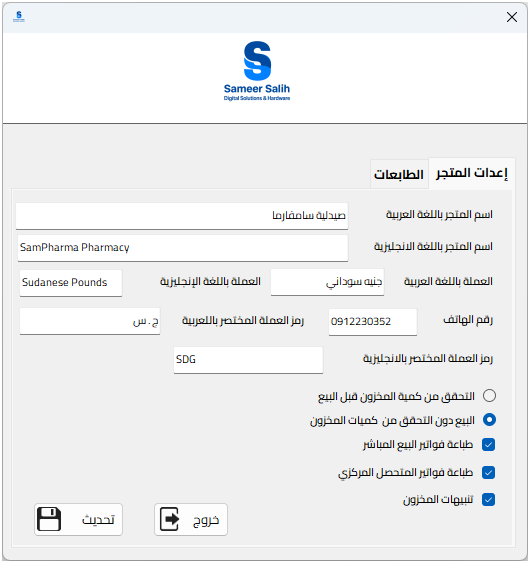 Sameer Salih
Digital Solutions & Hardware
إعدات المتجر
الطابعات
اسم المتجر باللغة العربية
صيدلية سامفارما
اسم المتجر باللغة الانجليزية
SamPharma Pharmacy
العملة باللغة العربية
جنيه سوداني
العملة باللغة الإنجليزية
Sudanese Pounds
رقم الهاتف
0912230352
رمز العملة المختصر باللعربية
ج . س
رمز العملة المختصر بالانجليزية
SDG
التحقق من كمية المخزون قبل البيع
البيع دون التحقق من كميات المخزون
طباعة فواتير البيع المباشر
طباعة فواتير المتحصل المركزي
تنبيهات المخزون
خروج
تحديث